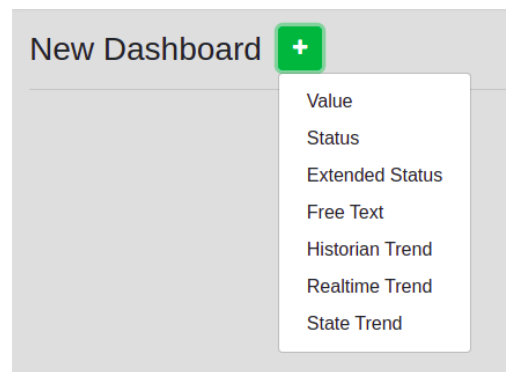 New Dashboard +
Value
Status
Extended Status
Free Text
Historian Trend
Realtime Trend
State Trend